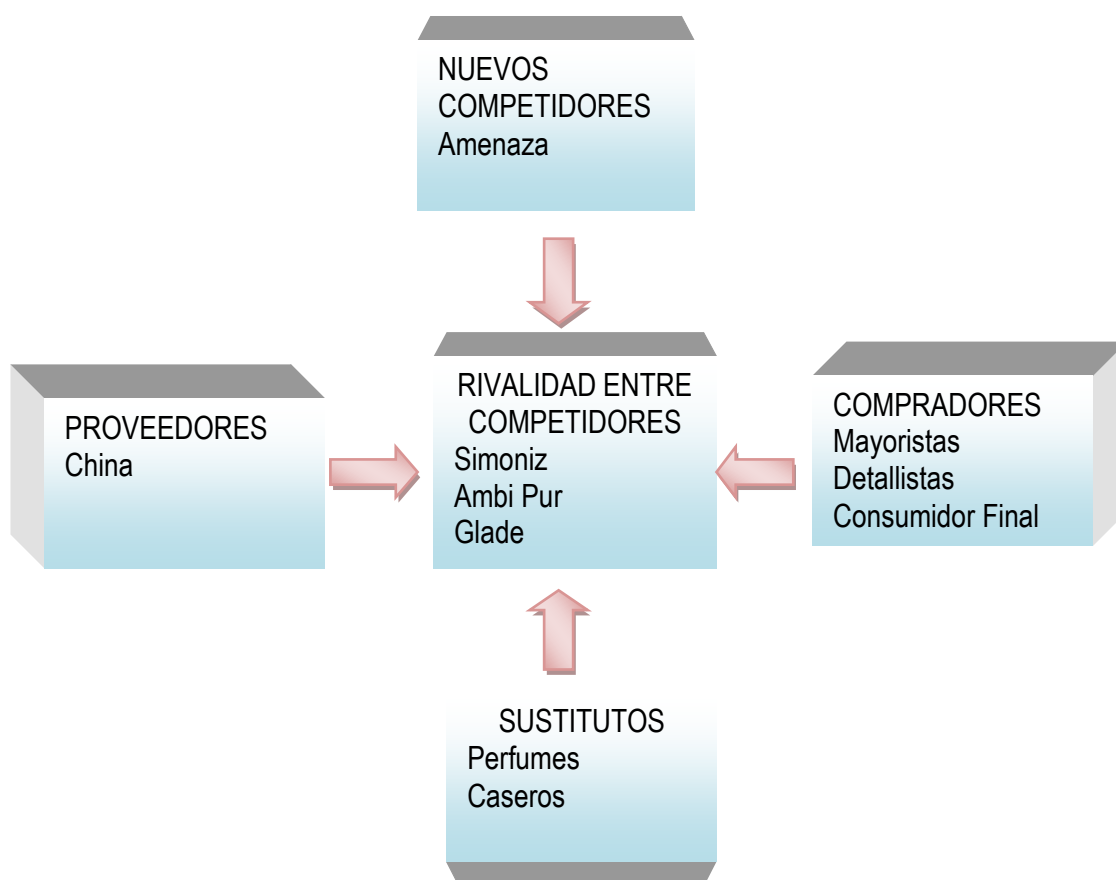 NUEVOS
COMPETIDORES
Amenaza
PROVEEDORES
China
RIVALIDAD ENTRE
COMPETIDORES
Simoniz
Ambi Pur
Glade
COMPRADORES
Mayoristas
Detallistas
Consumidor Final
SUSTITUTOS
Perfumes
Caseros